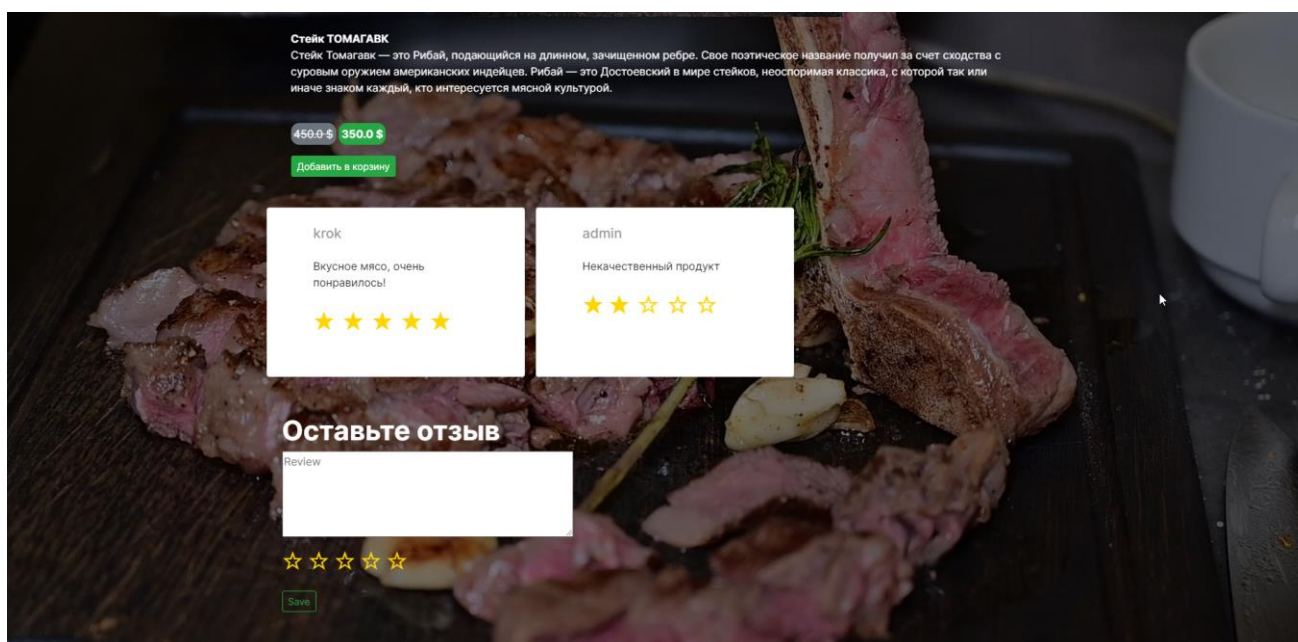 Стейк ТОМАГАВК
Стейк Томагавк — это Рибай, подающийся на длинном, зачищенном ребре. Свое поэтическое название получил за счет сходства с
суровым оружием американских индейцев. Рибай — это Достоевский в мире стейков, неоспоримая классика, с которой так или
иначе знаком каждый, кто интересуется мясной культурой.
450.0 $ 350.0 $
Добавить в корзину
krok
Вкусное мясо, очень
понравилось!
admin
Некачественный продукт
Оставьте отзыв
Review
Save